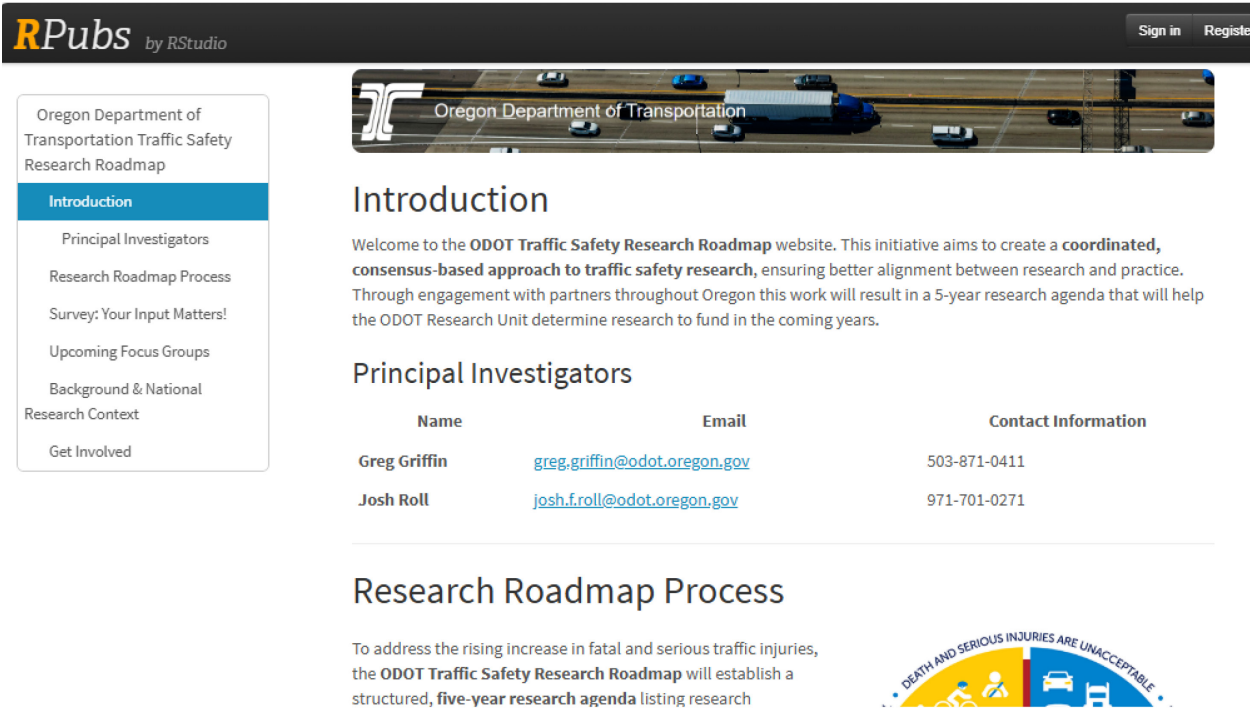 RPubs by RStudio
Sign in Registe
Oregon Department of
Transportation Traffic Safety
Research Roadmap
Introduction
Principal Investigators
Research Roadmap Process
Survey: Your Input Matters!
Upcoming Focus Groups
Background & National
Research Context
Get Involved
Oregon Department of Transportation
Introduction
Welcome to the ODOT Traffic Safety Research Roadmap website. This initiative aims to create a coordinated,
consensus-based approach to traffic safety research, ensuring better alignment between research and practice.
Through engagement with partners throughout Oregon this work will result in a 5-year research agenda that will help
the ODOT Research Unit determine research to fund in the coming years.
Principal Investigators
Name Email Contact Information
Greg Griffin greg.griffin@odot.oregon.gov 503-871-0411
Josh Roll josh.f.roll@odot.oregon.gov 971-701-0271
Research Roadmap Process
To address the rising increase in fatal and serious traffic injuries,
the ODOT Traffic Safety Research Roadmap will establish a
structured, five-year research agenda listing research
DEATH AND SERIOUS INJURIES ARE UNACCEPTABLE